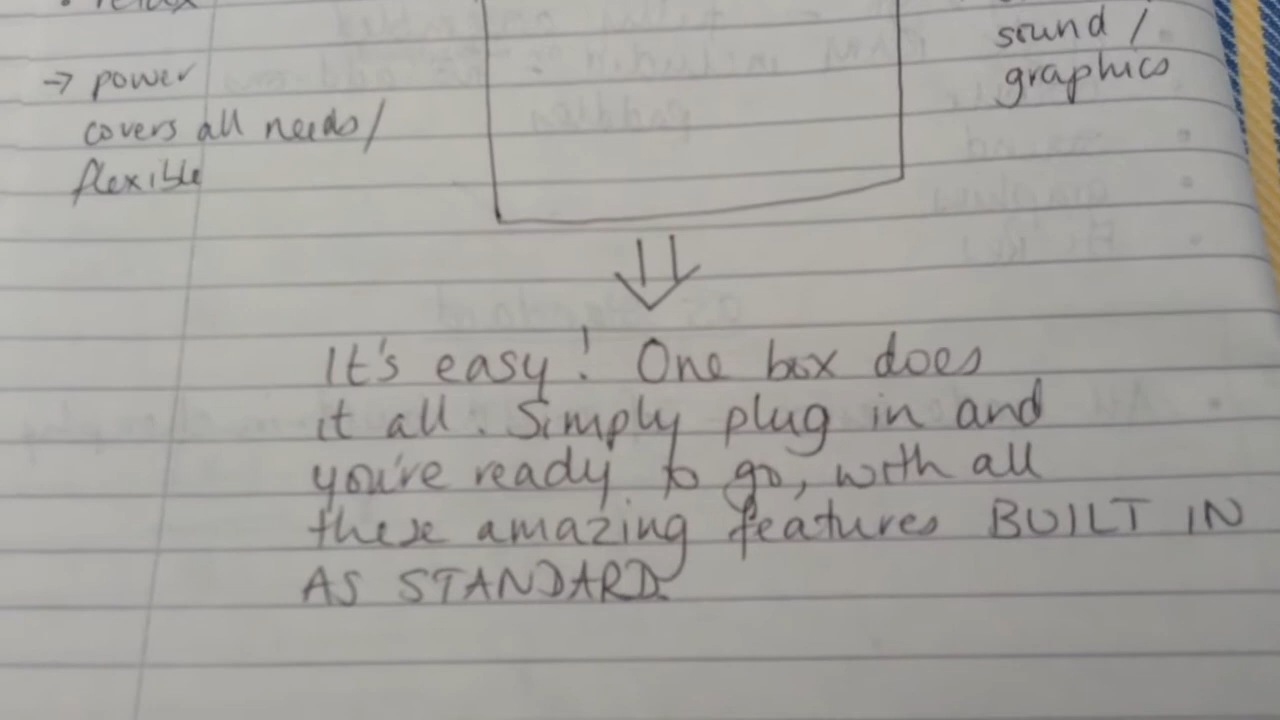 • relax
sound /
→ power
graphics
covers all needs /
flexible
It's easy! One box does
it all. Simply plug in and
you're ready to go, with all
these amazing features BUILT IN
AS STANDARD.